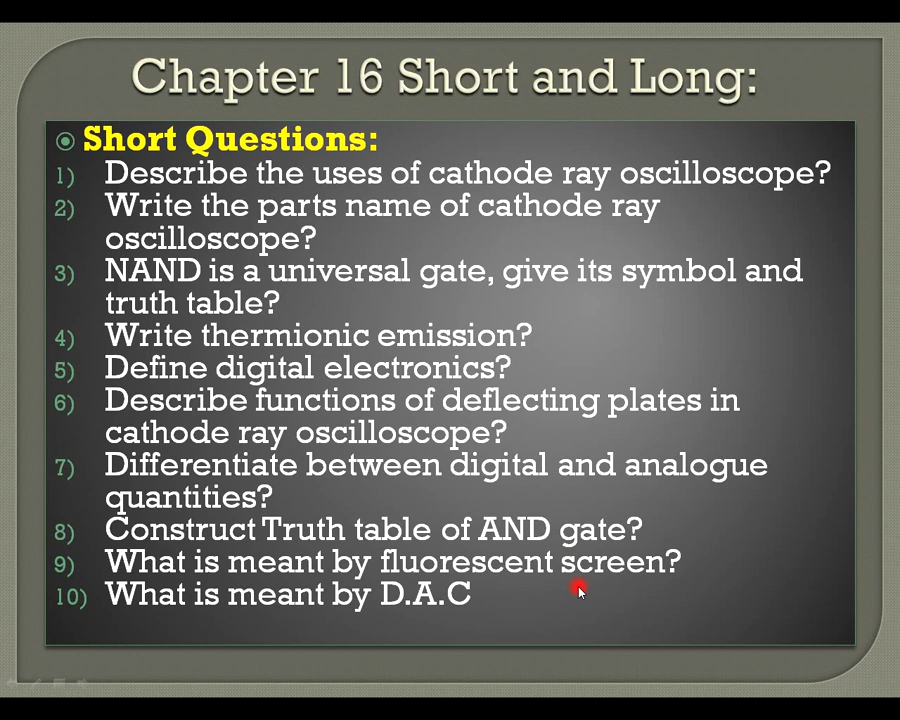 Chapter 16 Short and Long:
Short Questions:
1) Describe the uses of cathode ray oscilloscope?
2) Write the parts name of cathode ray
oscilloscope?
3) NAND is a universal gate, give its symbol and
truth table?
4) Write thermionic emission?
5) Define digital electronics?
6) Describe functions of deflecting plates in
cathode ray oscilloscope?
7) Differentiate between digital and analogue
quantities?
8) Construct Truth table of AND gate?
9) What is meant by fluorescent screen?
10) What is meant by D.A.C